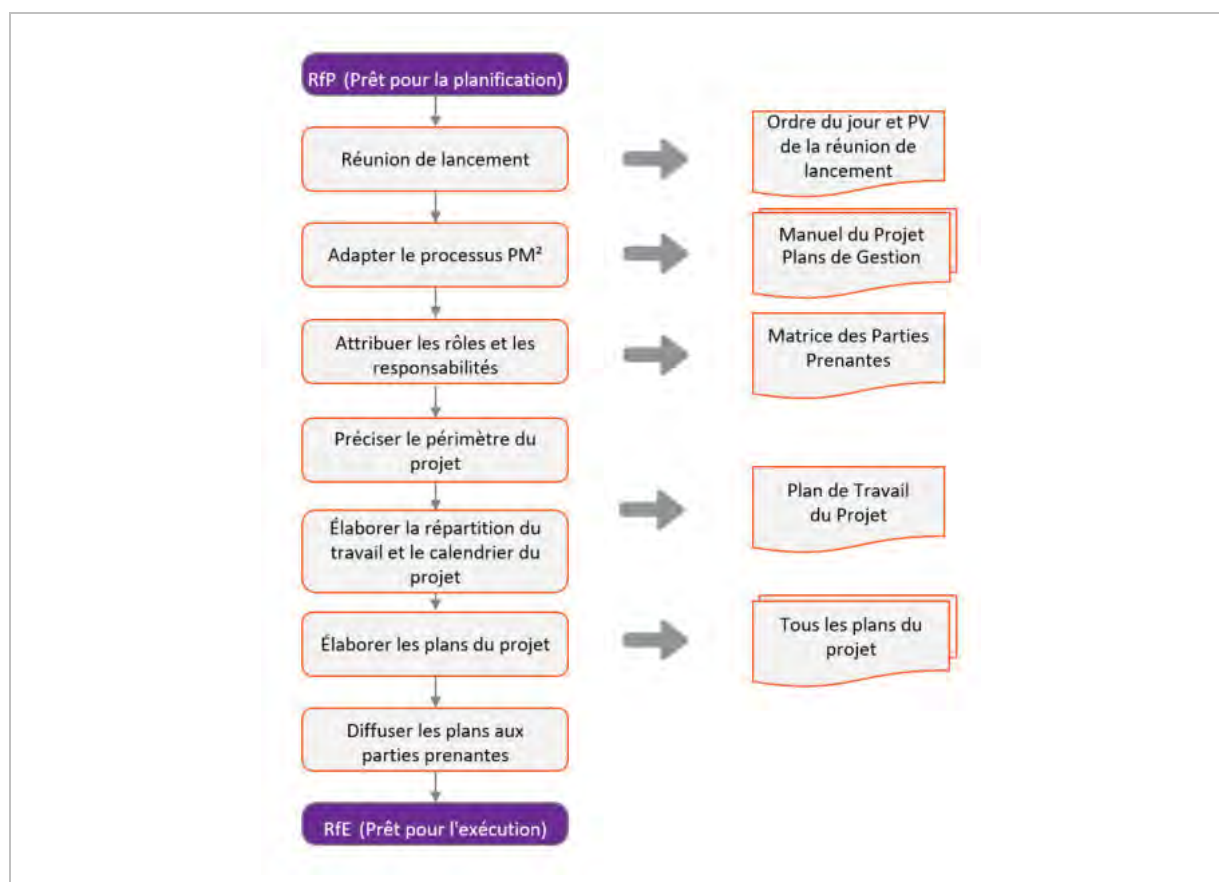 RfP (Prêt pour la planification)
Réunion de lancement
Ordre du jour et PV
de la réunion de
lancement
Adapter le processus PM²
Manuel du Projet
Plans de Gestion
Attribuer les rôles et les
responsabilités
Matrice des Parties
Prenantes
Préciser le périmètre du
projet
Élaborer la répartition du
travail et le calendrier du
projet
Plan de Travail
du Projet
Élaborer les plans du projet
Tous les plans du
projet
Diffuser les plans aux
parties prenantes
RfE (Prêt pour l'exécution)